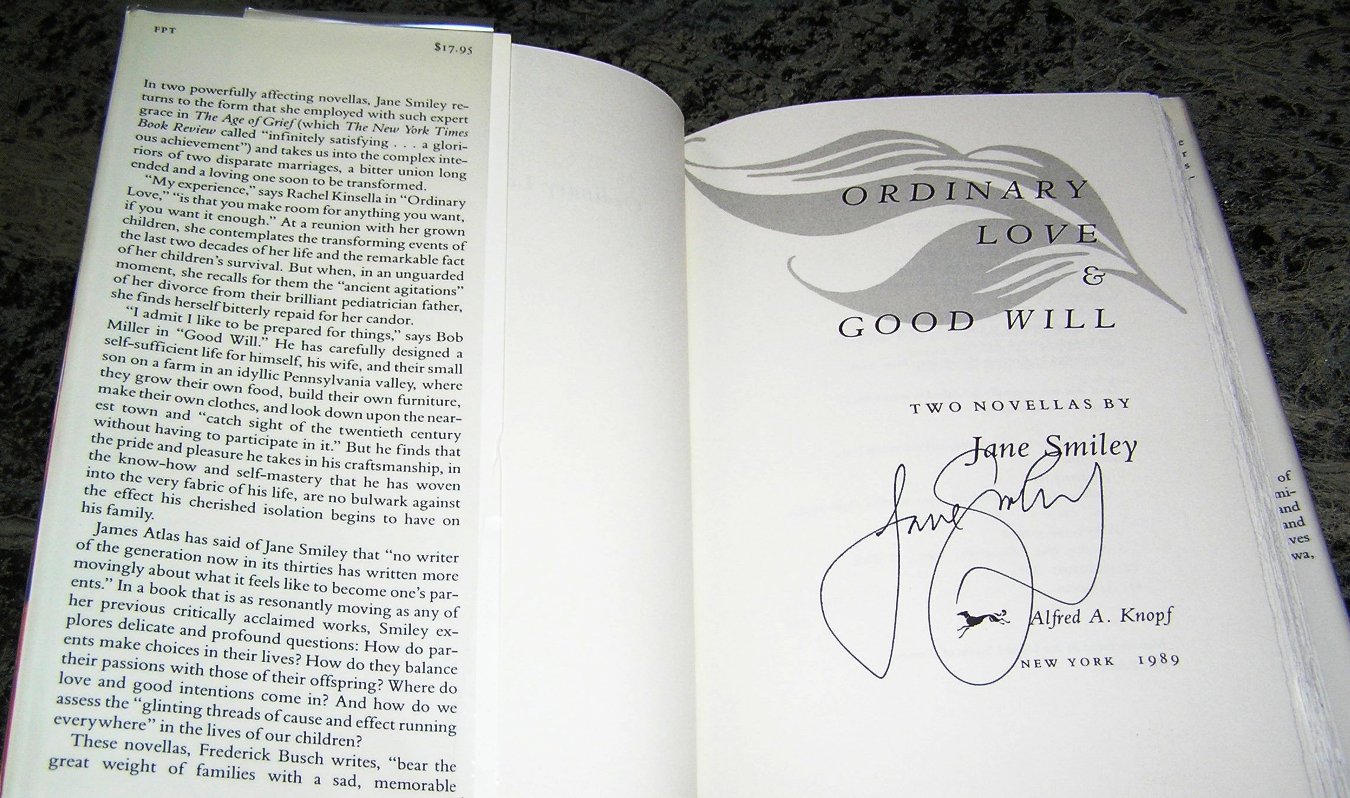 FPT
$17.95
In two powerfully affecting novellas, Jane Smiley re-
turns to the form that she employed with such expert
grace in The Age of Grief (which The New York Times
Book Review called “infinitely satisfying . . . a glori-
ous achievement”) and takes us into the complex inte-
riors of two disparate marriages, a bitter union long
ended and a loving one soon to be transformed.
“My experience,” says Rachel Kinsella in “Ordinary
Love,” “is that you make room for anything you want,
if you want it enough.” At a reunion with her grown
children, she contemplates the transforming events of
the last two decades of her life and the remarkable fact
of her children’s survival. But when, in an unguarded
moment, she recalls for them the “ancient agitations”
of her divorce from their brilliant pediatrician father,
she finds herself bitterly repaid for her candor.
“I admit I like to be prepared for things,” says Bob
Miller in “Good Will.” He has carefully designed a
self-sufficient life for himself, his wife, and their small
son on a farm in an idyllic Pennsylvania valley, where
they grow their own food, build their own furniture,
make their own clothes, and look down upon the near-
est town and “catch sight of the twentieth century
without having to participate in it.” But he finds that
the pride and pleasure he takes in his craftsmanship, in
the know-how and self-mastery that he has woven
into the very fabric of his life, are no bulwark against
the effect his cherished isolation begins to have on
his family.
James Atlas has said of Jane Smiley that “no writer
of the generation now in its thirties has written more
movingly about what it feels like to become one’s par-
ents.” In a book that is as resonantly moving as any of
her previous critically acclaimed works, Smiley ex-
plores delicate and profound questions: How do par-
ents make choices in their lives? How do they balance
their passions with those of their offspring? Where do
love and good intentions come in? And how do we
assess the “glinting threads of cause and effect running
everywhere” in the lives of our children?
These novellas, Frederick Busch writes, “bear the
great weight of families with a sad, memorable
ORDINARY
LOVE
&
GOOD WILL
TWO NOVELLAS BY
Jane Smiley
Jane Smiley
Alfred A. Knopf
NEW YORK 1989
of
mi-
and
and
ves
wa,